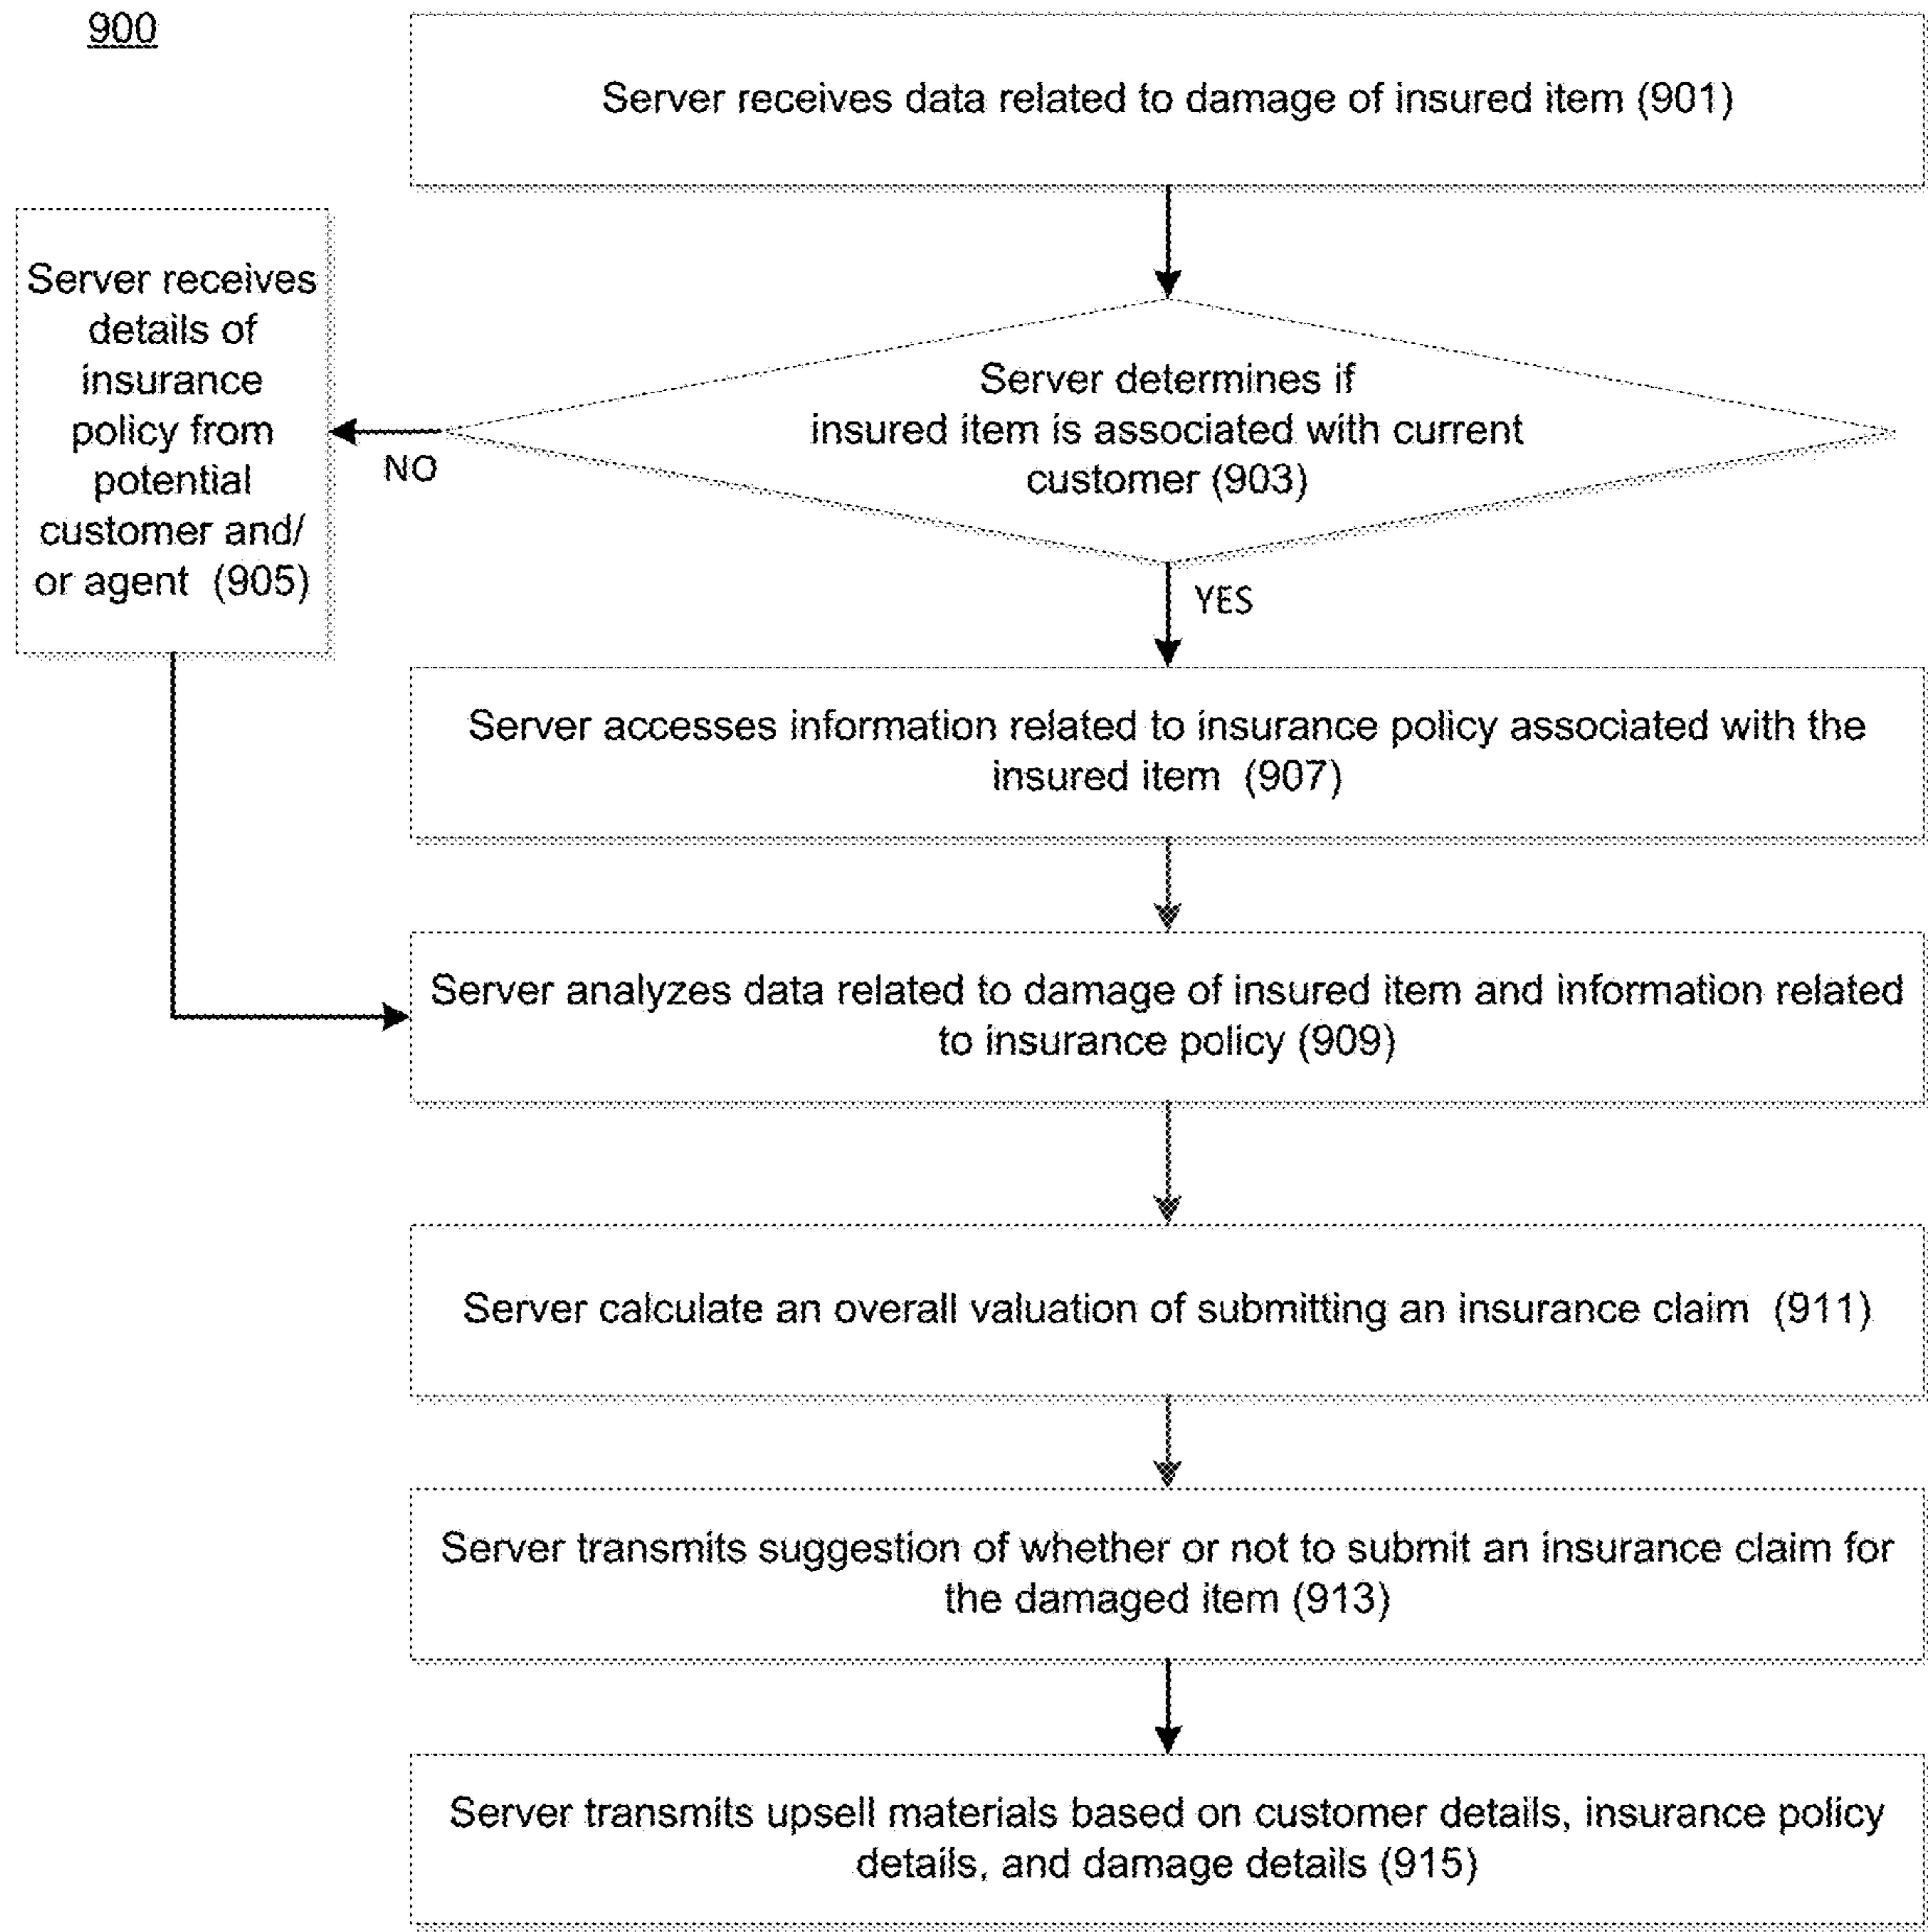 900
Server receives data related to damage of insured item (901)
Server determines if
insured item is associated with current
customer (903)
NO
Server receives
details of
insurance
policy from
potential
customer and/
or agent (905)
YES
Server accesses information related to insurance policy associated with the
insured item (907)
Server analyzes data related to damage of insured item and information related
to insurance policy (909)
Server calculate an overall valuation of submitting an insurance claim (911)
Server transmits suggestion of whether or not to submit an insurance claim for
the damaged item (913)
Server transmits upsell materials based on customer details, insurance policy
details, and damage details (915)